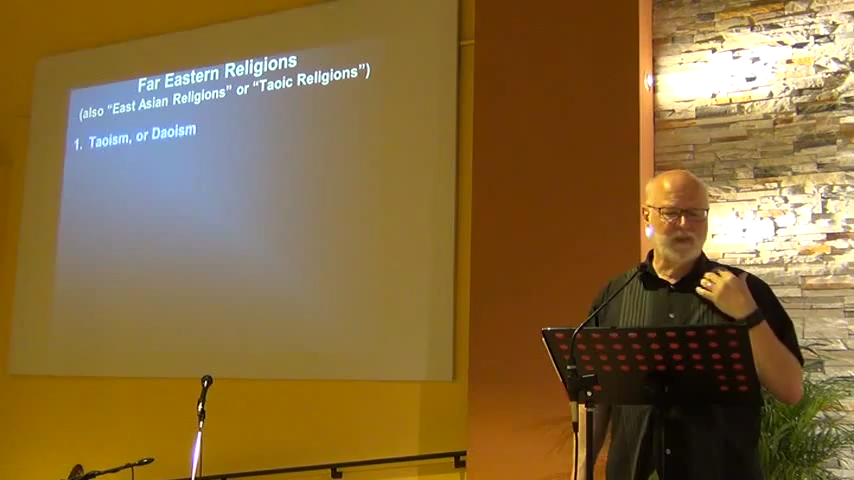 Far Eastern Religions
(also “East Asian Religions” or “Taoic Religions”)
1. Taoism, or Daoism